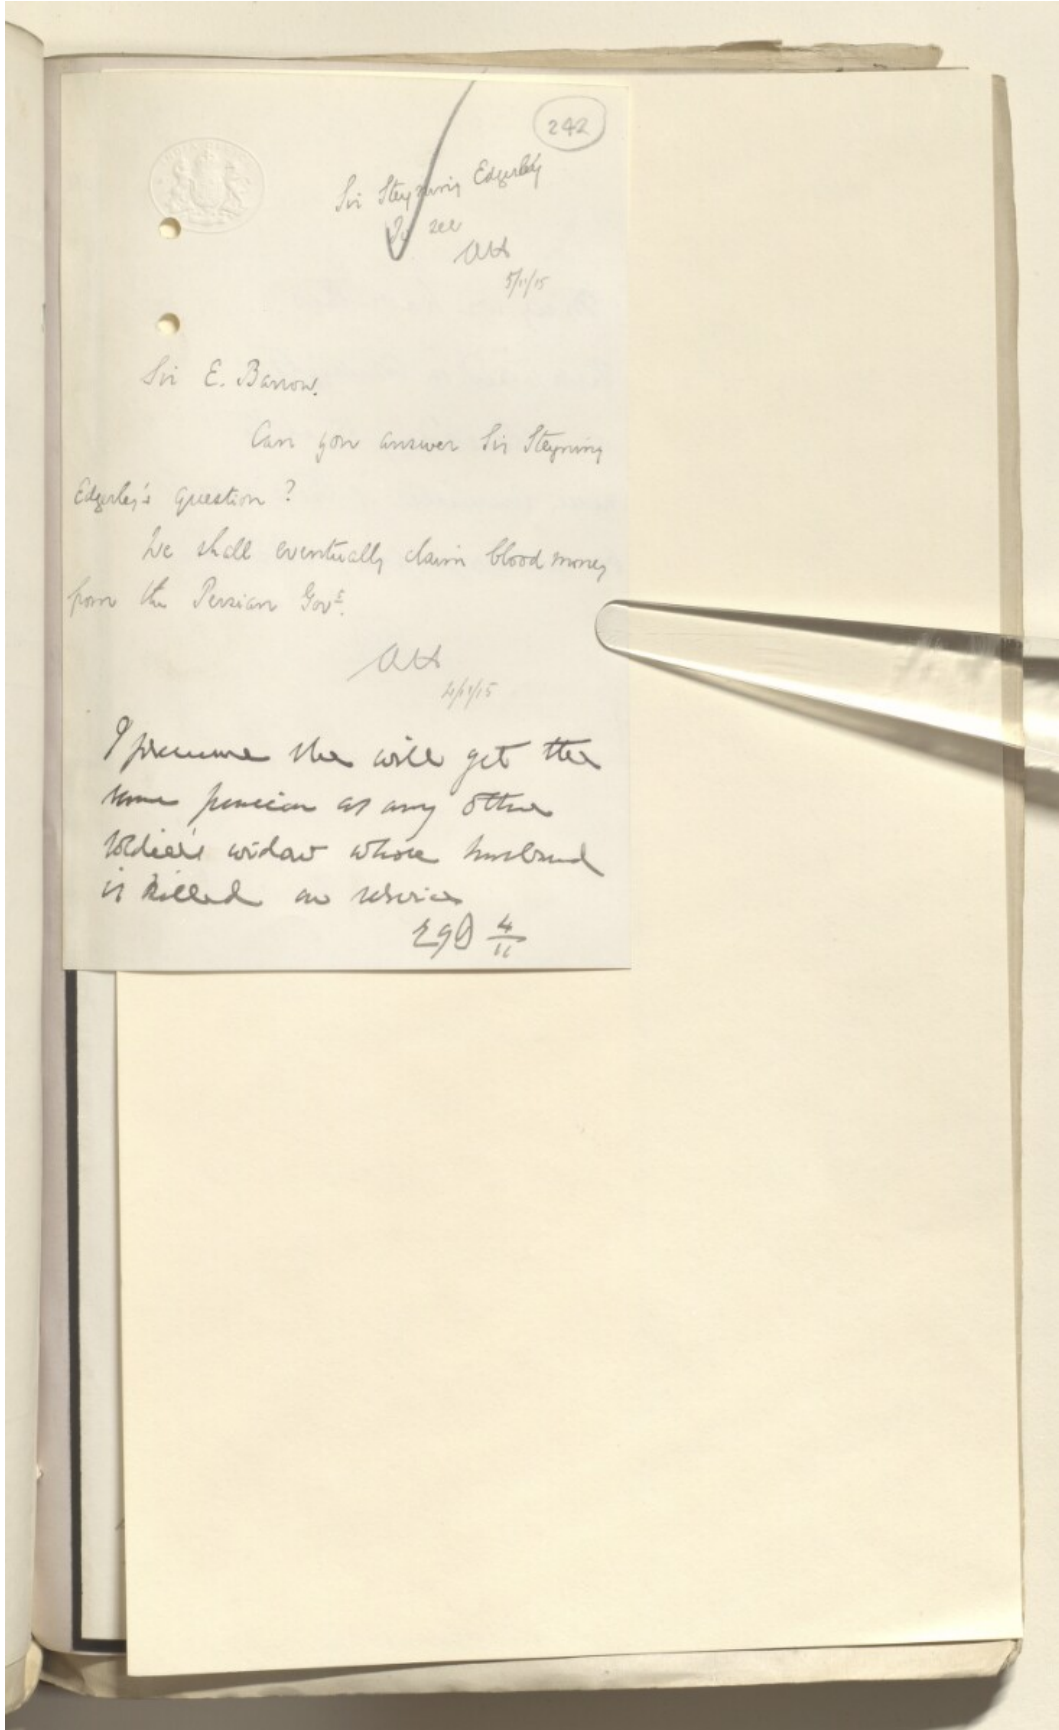 242
Sir Steyning Edgerley
To see
AH
5/11/15
Sir E. Barrow.
Can you answer Sir Steyning
Edgerley's question?
We shall eventually claim blood money
from the Persian Govt.
AH
4/11/15
I presume she will get the
same pension as any other
soldier's widow whose husband
is killed on service
EGB 4/11